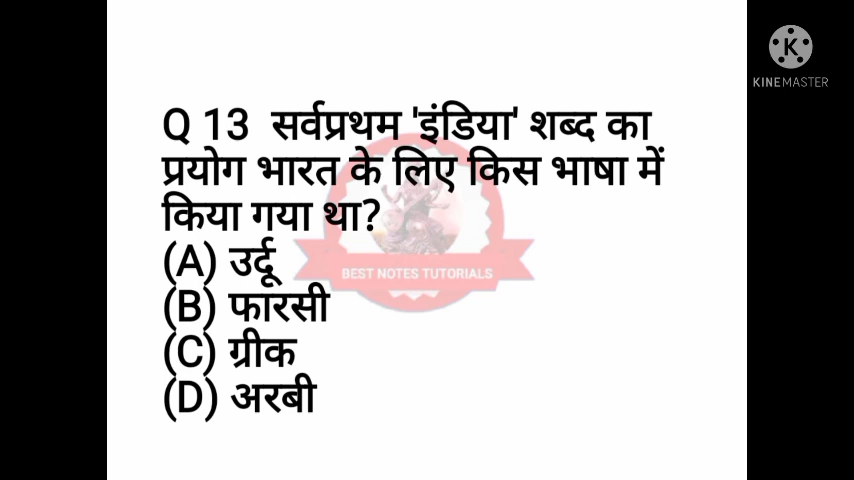 K
KINEMASTER
Q 13 सर्वप्रथम 'इंडिया' शब्द का
प्रयोग भारत के लिए किस भाषा में
किया गया था?
BEST NOTES TUTORIALS
(A) उर्दू
(B) फारसी
(C) ग्रीक
(D) अरबी